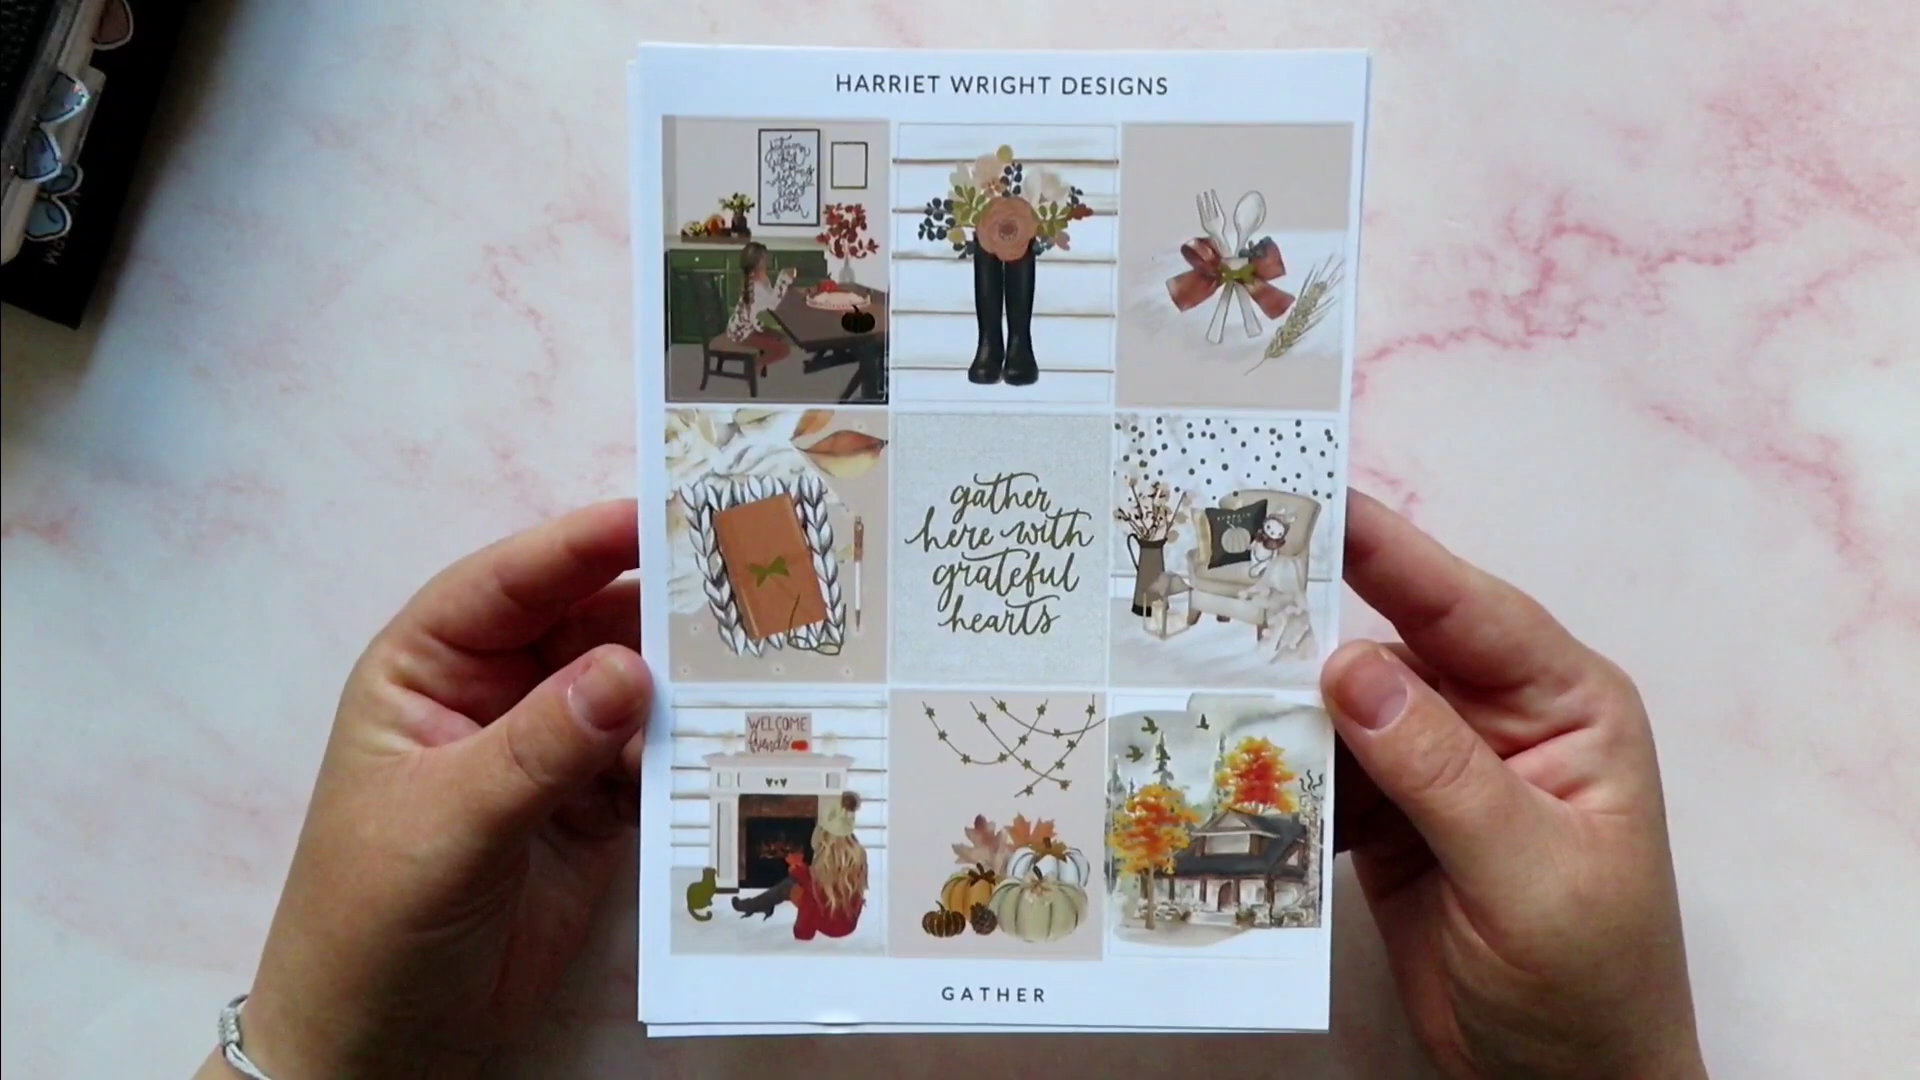 HARRIET WRIGHT DESIGNS
gather
here with
grateful
hearts
WELCOME
friends
GATHER